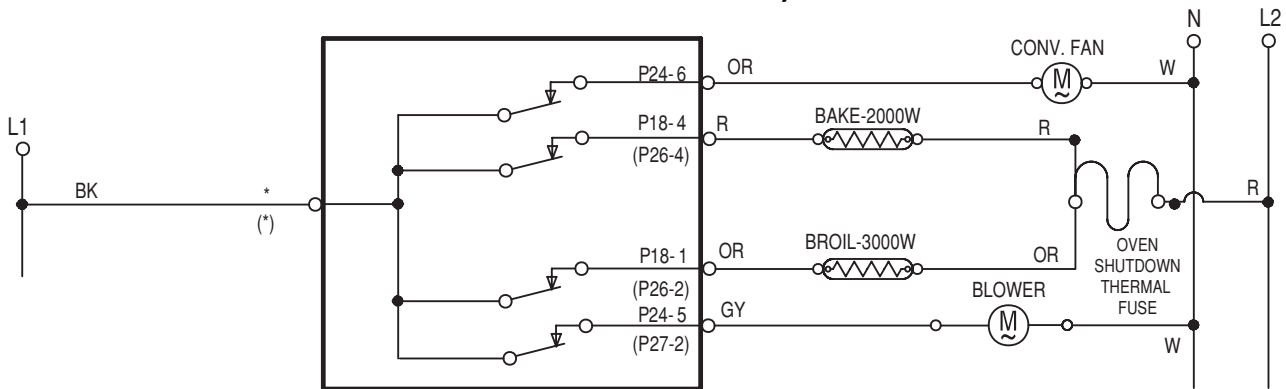 N
L2
CONV. FAN
P24-6
OR
M
~
W
L1
P18-4
R
BAKE-2000W
R
(P26-4)
BK
*
(*)
R
P18-1
OR
BROIL-3000W
OR
OVEN
SHUTDOWN
THERMAL
FUSE
(P26-2)
BLOWER
P24-5
GY
M
~
(P27-2)
W